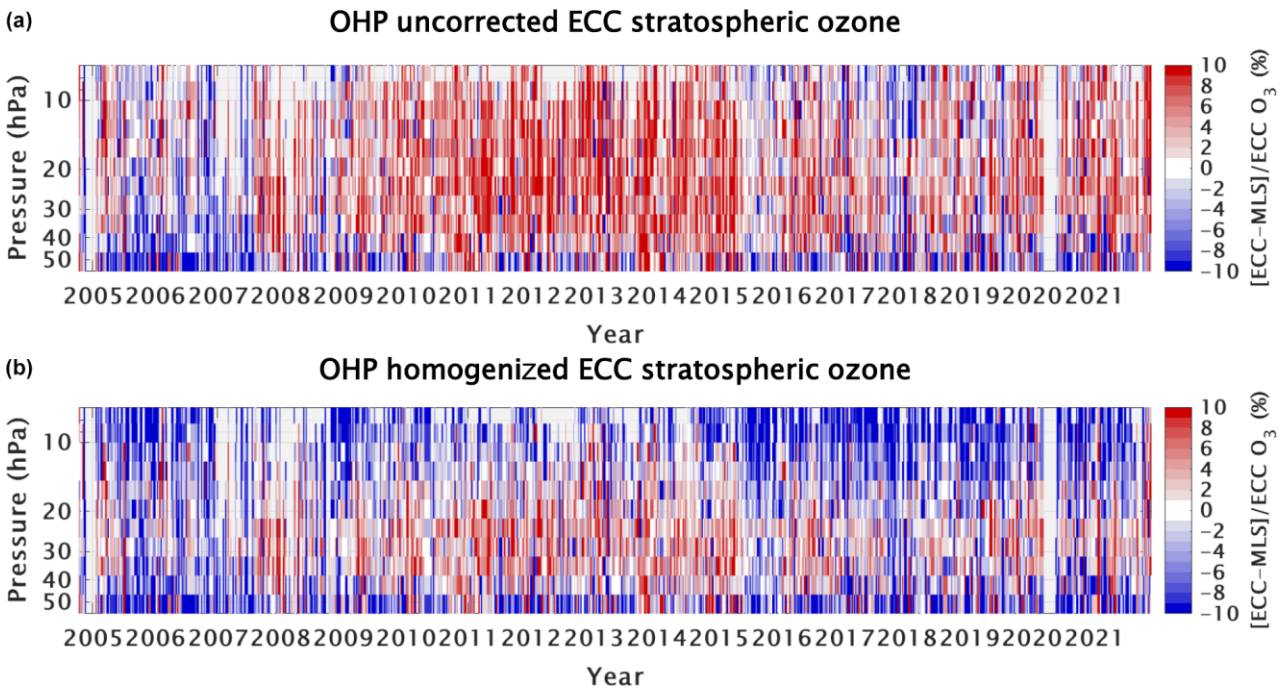 (a)
OHP uncorrected ECC stratospheric ozone
Pressure (hPa)
10
20
30
40
50
2005 2006 2007 2008 2009 2010 2011 2012 2013 2014 2015 2016 2017 2018 2019 2020 2021
Year
10
8
6
4
2
0
−2
−4
−6
−8
−10
[ECC−MLS]/ECC O3 (%)
(b)
OHP homogenized ECC stratospheric ozone
Pressure (hPa)
10
20
30
40
50
2005 2006 2007 2008 2009 2010 2011 2012 2013 2014 2015 2016 2017 2018 2019 2020 2021
Year
10
8
6
4
2
0
−2
−4
−6
−8
−10
[ECC−MLS]/ECC O3 (%)